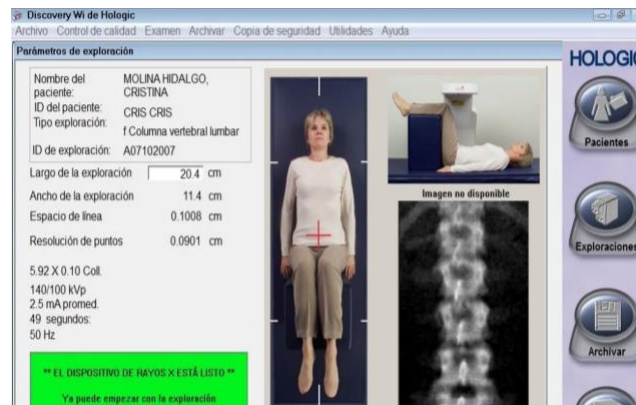 Discovery Wi de Hologic
Archivo Control de calidad Examen Archivar Copia de seguridad Utilidades Ayuda
Parámetros de exploración
Nombre del paciente: MOLINA HIDALGO, CRISTINA
ID del paciente: CRIS CRIS
Tipo exploración: f Columna vertebral lumbar
ID de exploración: A07102007
Largo de la exploración 20.4 cm
Ancho de la exploración 11.4 cm
Espacio de línea 0.1008 cm
Resolución de puntos 0.0901 cm
5.92 X 0.10 Coll.
140/100 kVp
2.5 mA promed.
49 segundos:
50 Hz
** EL DISPOSITIVO DE RAYOS X ESTÁ LISTO **
Ya puede empezar con la exploración
Imagen no disponible
HOLOGIC
Pacientes
Exploraciones
Archivar